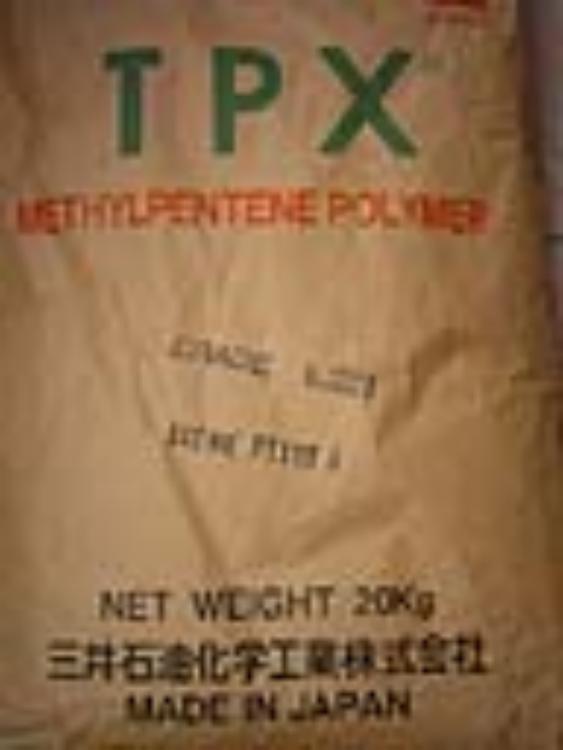 TPX
METHYLPENTENE POLYMER
GRADE
NET WEIGHT 20Kg
三井石油化学工業株式会社
MADE IN JAPAN